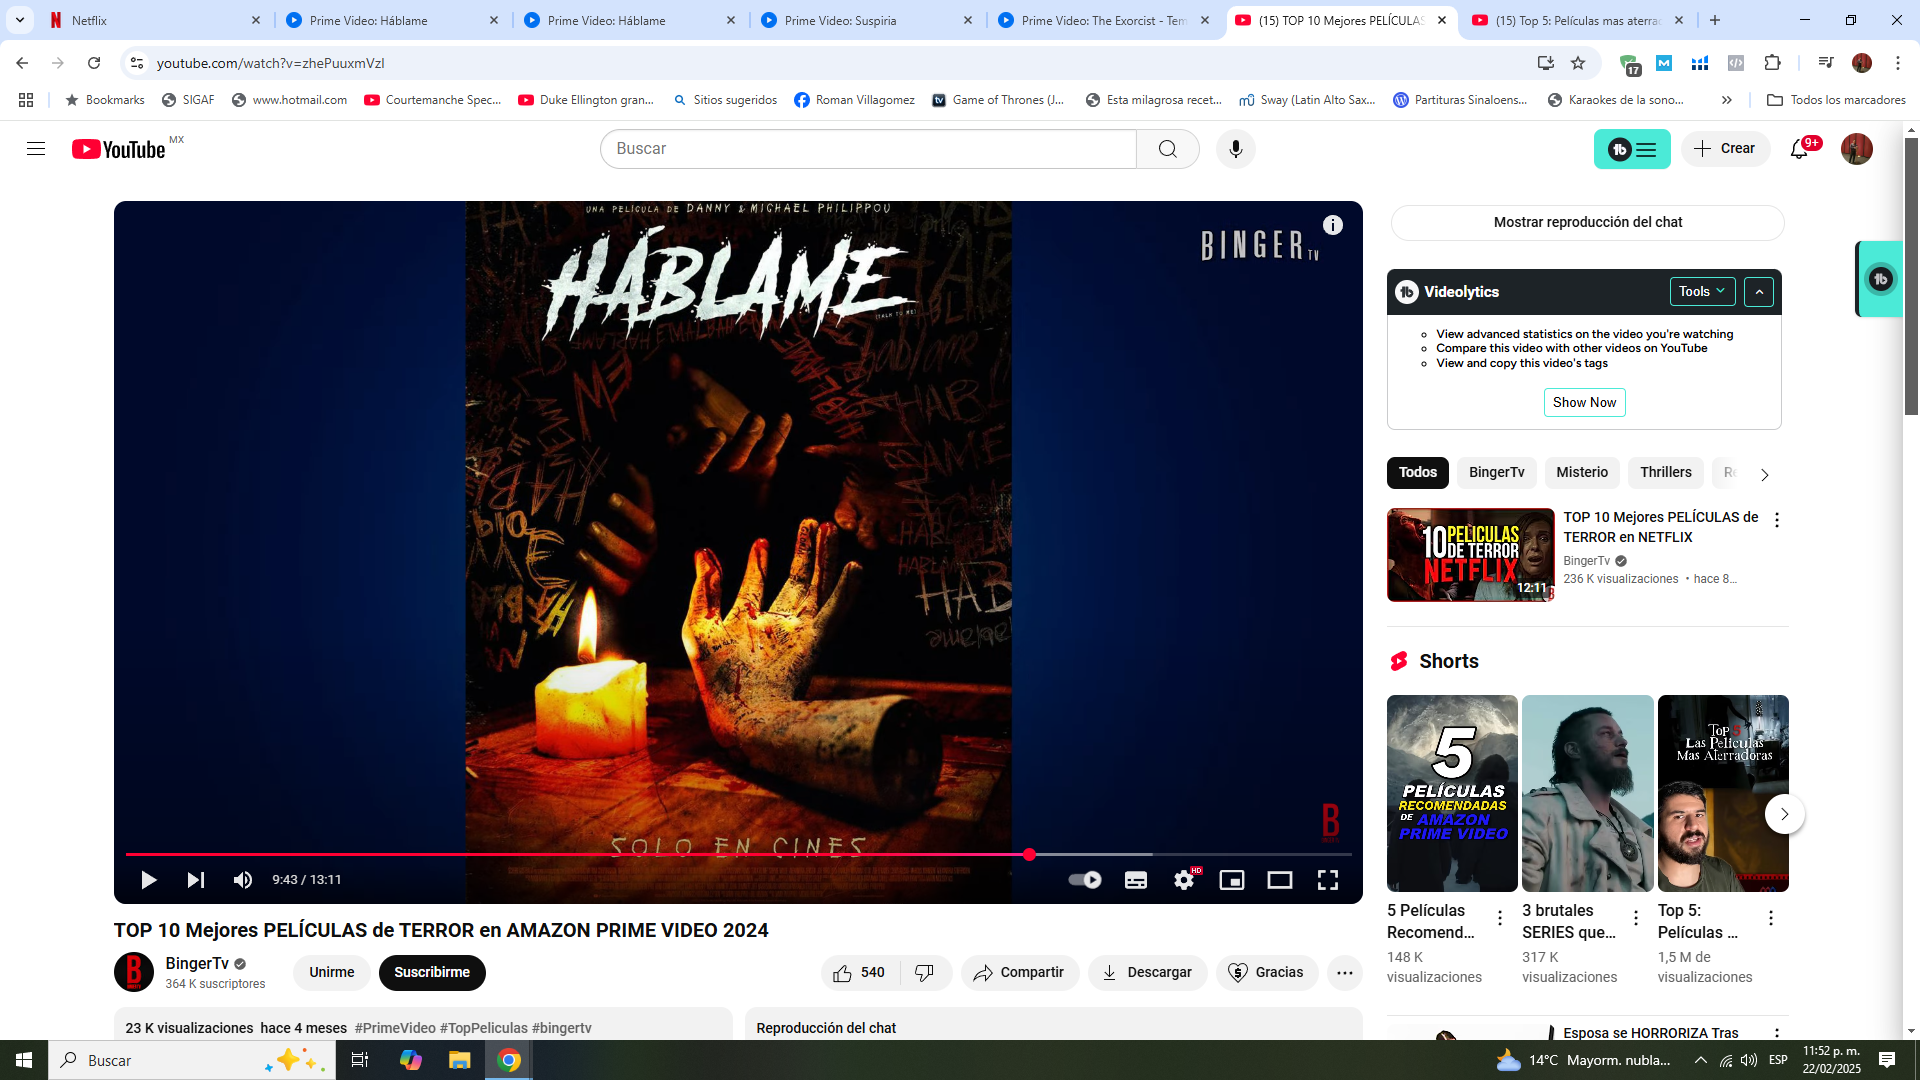 Netflix
Prime Video: Háblame
Prime Video: Háblame
Prime Video: Suspiria
Prime Video: The Exorcist - Tem
(15) TOP 10 Mejores PELÍCULAS
(15) Top 5: Películas mas aterra
youtube.com/watch?v=zhePuuxmVzI
17
Bookmarks
SIGAF
www.hotmail.com
Courtemanche Spec...
Duke Ellington gran...
Sitios sugeridos
Roman Villagomez
Game of Thrones (J...
Esta milagrosa recet...
Sway (Latin Alto Sax...
Partituras Sinaloens...
Karaokes de la sono...
Todos los marcadores
YouTube MX
Buscar
Crear
9+
UNA PELÍCULA DE DANNY & MICHAEL PHILIPPOU
HÁBLAME
(TALK TO ME)
BINGER TV
SOLO EN CINES
9:43 / 13:11
HD
TOP 10 Mejores PELÍCULAS de TERROR en AMAZON PRIME VIDEO 2024
BingerTv
364 K suscriptores
Unirme
Suscribirme
540
Compartir
Descargar
Gracias
23 K visualizaciones hace 4 meses #PrimeVideo #TopPeliculas #bingertv
Reproducción del chat
Mostrar reproducción del chat
Videolytics
Tools
View advanced statistics on the video you're watching
Compare this video with other videos on YouTube
View and copy this video's tags
Show Now
Todos
BingerTv
Misterio
Thrillers
10 PELICULAS
DE TERROR
NETFLIX
12:11
TOP 10 Mejores PELÍCULAS de
TERROR en NETFLIX
BingerTv
236 K visualizaciones • hace 8...
Shorts
5
PELÍCULAS
RECOMENDADAS
DE AMAZON
PRIME VIDEO
Top 5
Las Películas
Mas Aterradoras
5 Películas
Recomend...
148 K
visualizaciones
3 brutales
SERIES que...
317 K
visualizaciones
Top 5:
Películas ...
1,5 M de
visualizaciones
Esposa se HORRORIZA Tras
Buscar
14°C Mayorm. nubla...
ESP
11:52 p. m.
22/02/2025